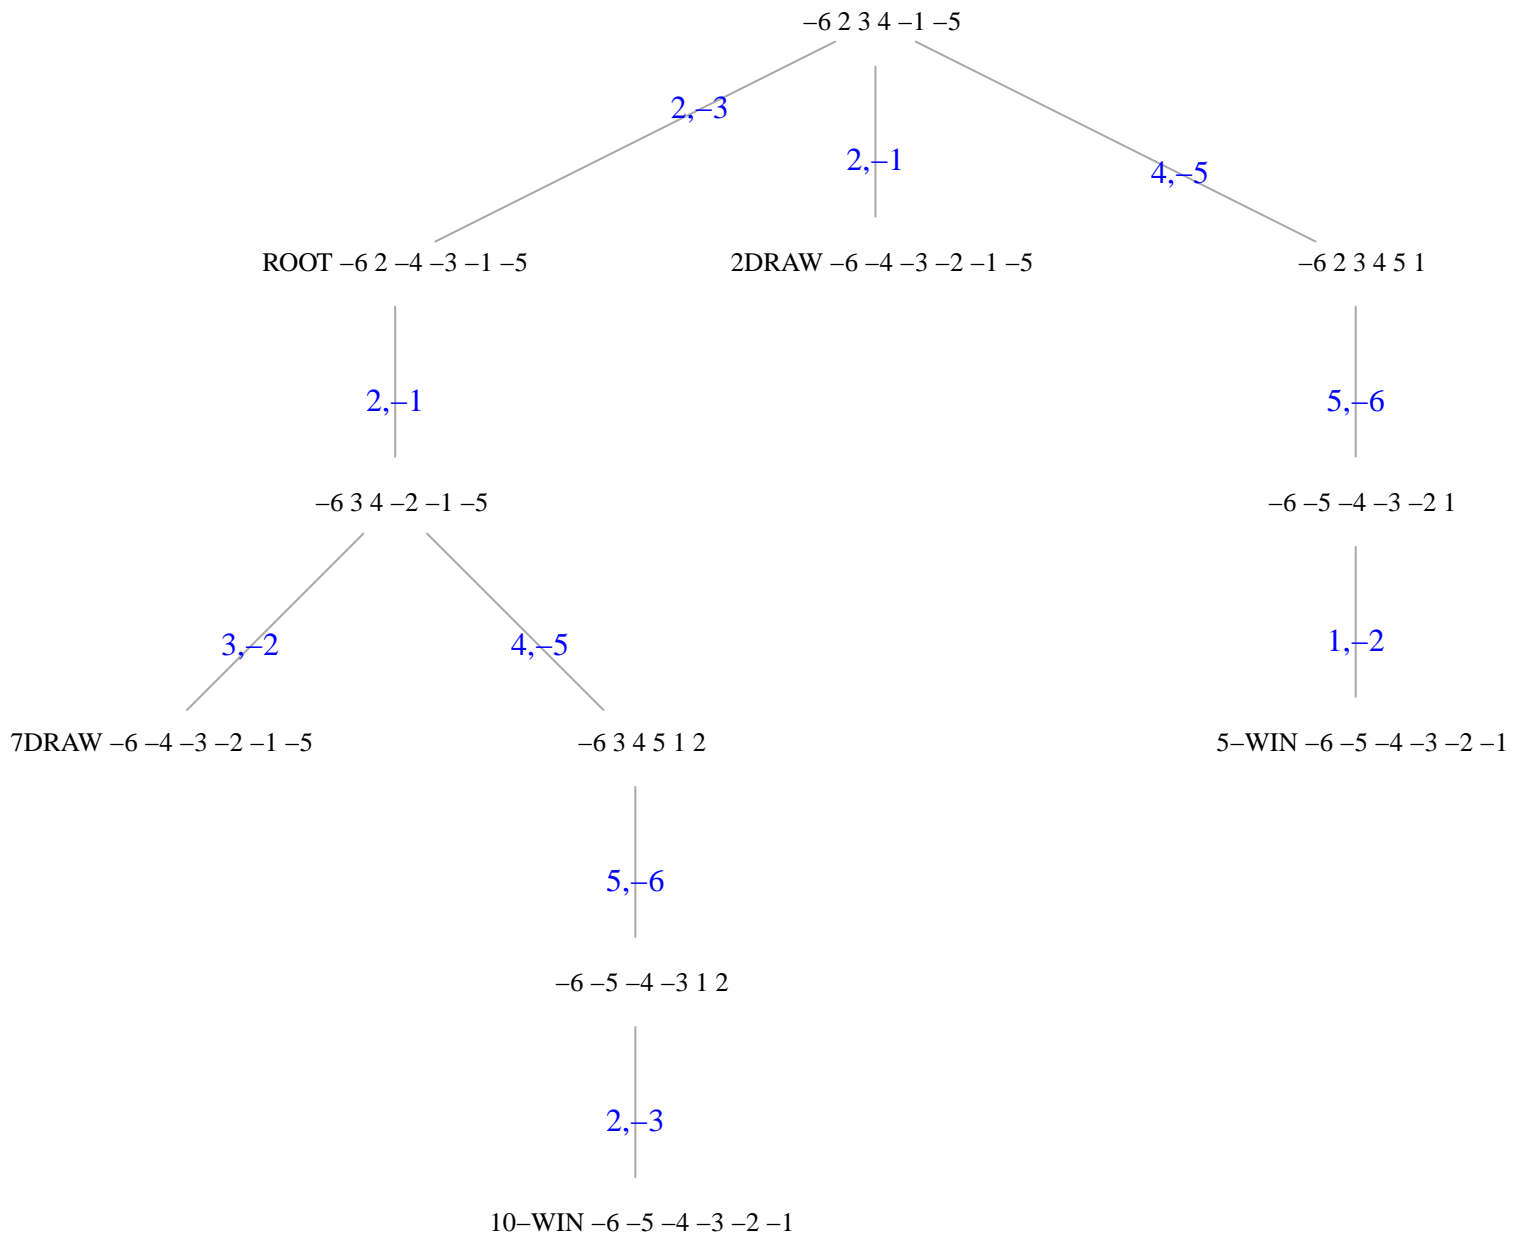 –6 2 3 4 –1 –5
2,–3
2,–1
4,–5
ROOT –6 2 –4 –3 –1 –5
2DRAW –6 –4 –3 –2 –1 –5
–6 2 3 4 5 1
2,–1
5,–6
–6 3 4 –2 –1 –5
–6 –5 –4 –3 –2 1
3,–2
4,–5
1,–2
7DRAW –6 –4 –3 –2 –1 –5
–6 3 4 5 1 2
5–WIN –6 –5 –4 –3 –2 –1
5,–6
–6 –5 –4 –3 1 2
2,–3
10–WIN –6 –5 –4 –3 –2 –1